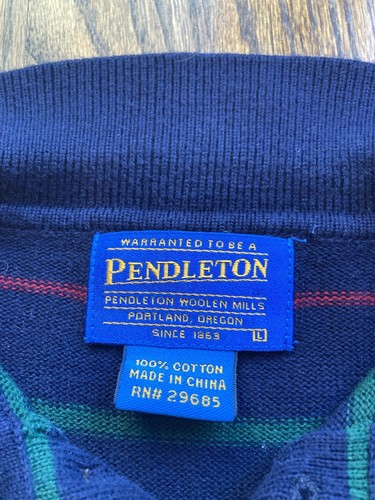 WARRANTED TO BE A
PENDLETON
PENDLETON WOOLEN MILLS
PORTLAND, OREGON
SINCE 1863
L
100% COTTON
MADE IN CHINA
RN# 29685